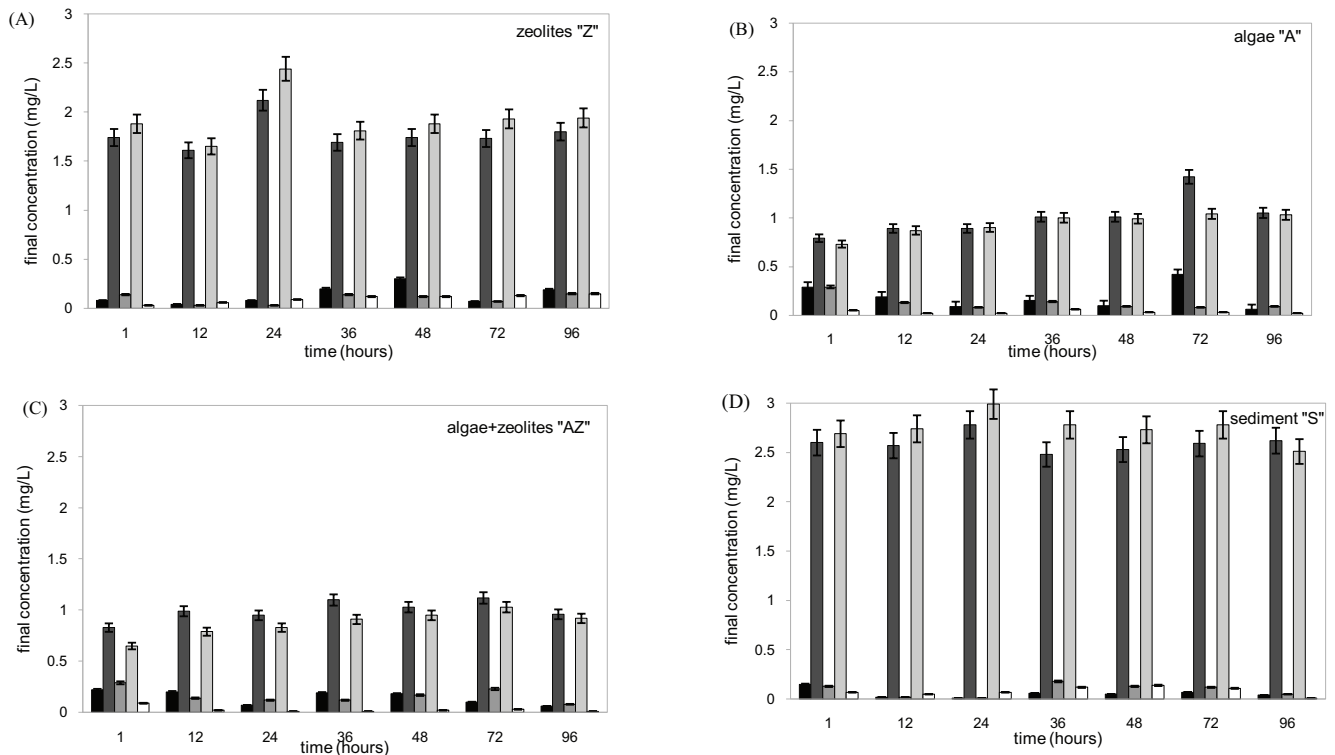 (A)
zeolites "Z"
final concentration (mg/L)
3
2.5
2
1.5
1
0.5
0
1 12 24 36 48 72 96
time (hours)
(B)
algae "A"
final concentration (mg/L)
3
2.5
2
1.5
1
0.5
0
1 12 24 36 48 72 96
time (hours)
(C)
algae+zeolites "AZ"
final concentration (mg/L)
3
2.5
2
1.5
1
0.5
0
1 12 24 36 48 72 96
time (hours)
(D)
sediment "S"
final concentration (mg/L)
3
2.5
2
1.5
1
0.5
0
1 12 24 36 48 72 96
time (hours)